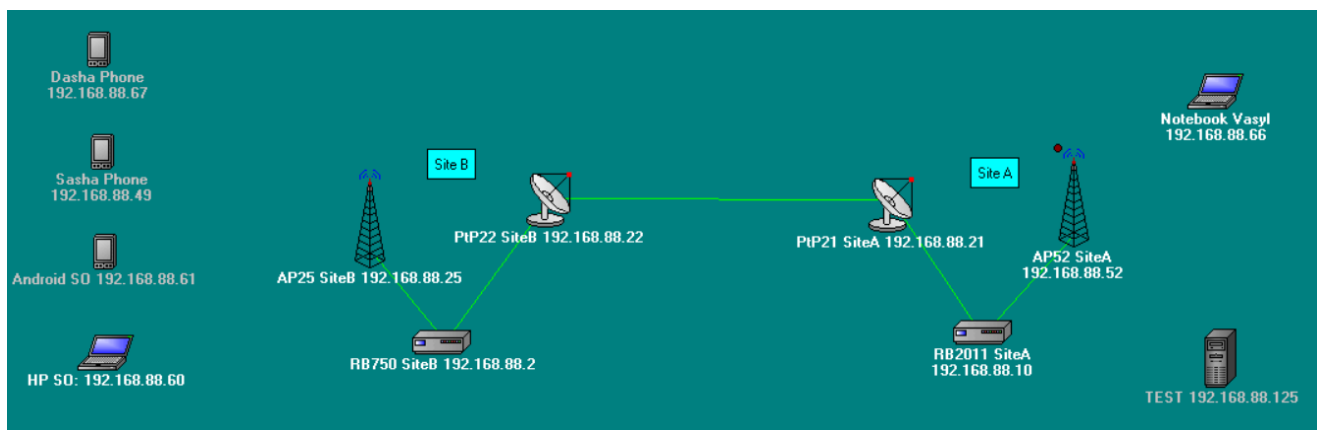 Dasha Phone
192.168.88.67
Notebook Vasyl
192.168.88.66
Site B
Site A
Sasha Phone
192.168.88.49
PtP22 SiteB 192.168.88.22
PtP21 SiteA 192.168.88.21
AP52 SiteA
192.168.88.52
Android SO 192.168.88.61
AP25 SiteB 192.168.88.25
RB750 SiteB 192.168.88.2
RB2011 SiteA
192.168.88.10
HP SO: 192.168.88.60
TEST 192.168.88.125